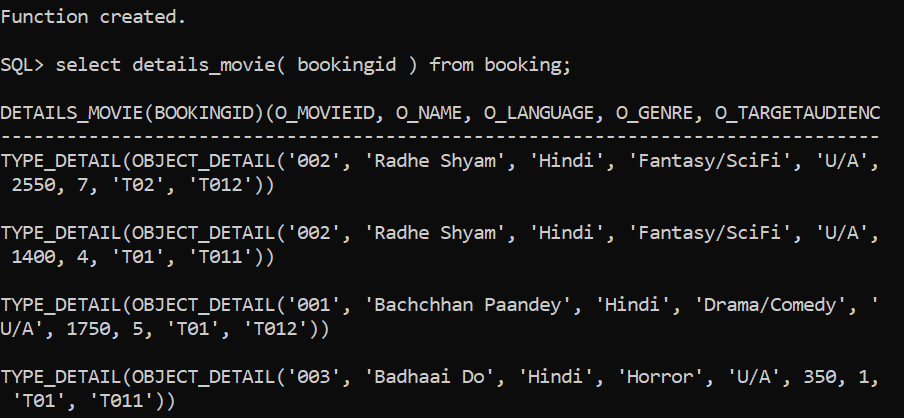 Function created.
SQL> select details_movie( bookingid ) from booking;
DETAILS_MOVIE(BOOKINGID)(O_MOVIEID, O_NAME, O_LANGUAGE, O_GENRE, O_TARGETAUDIENC
--------------------------------------------------------------------------------
TYPE_DETAIL(OBJECT_DETAIL('002', 'Radhe Shyam', 'Hindi', 'Fantasy/SciFi', 'U/A',
 2550, 7, 'T02', 'T012'))
TYPE_DETAIL(OBJECT_DETAIL('002', 'Radhe Shyam', 'Hindi', 'Fantasy/SciFi', 'U/A',
 1400, 4, 'T01', 'T011'))
TYPE_DETAIL(OBJECT_DETAIL('001', 'Bachchhan Paandey', 'Hindi', 'Drama/Comedy', '
U/A', 1750, 5, 'T01', 'T012'))
TYPE_DETAIL(OBJECT_DETAIL('003', 'Badhaai Do', 'Hindi', 'Horror', 'U/A', 350, 1,
 'T01', 'T011'))